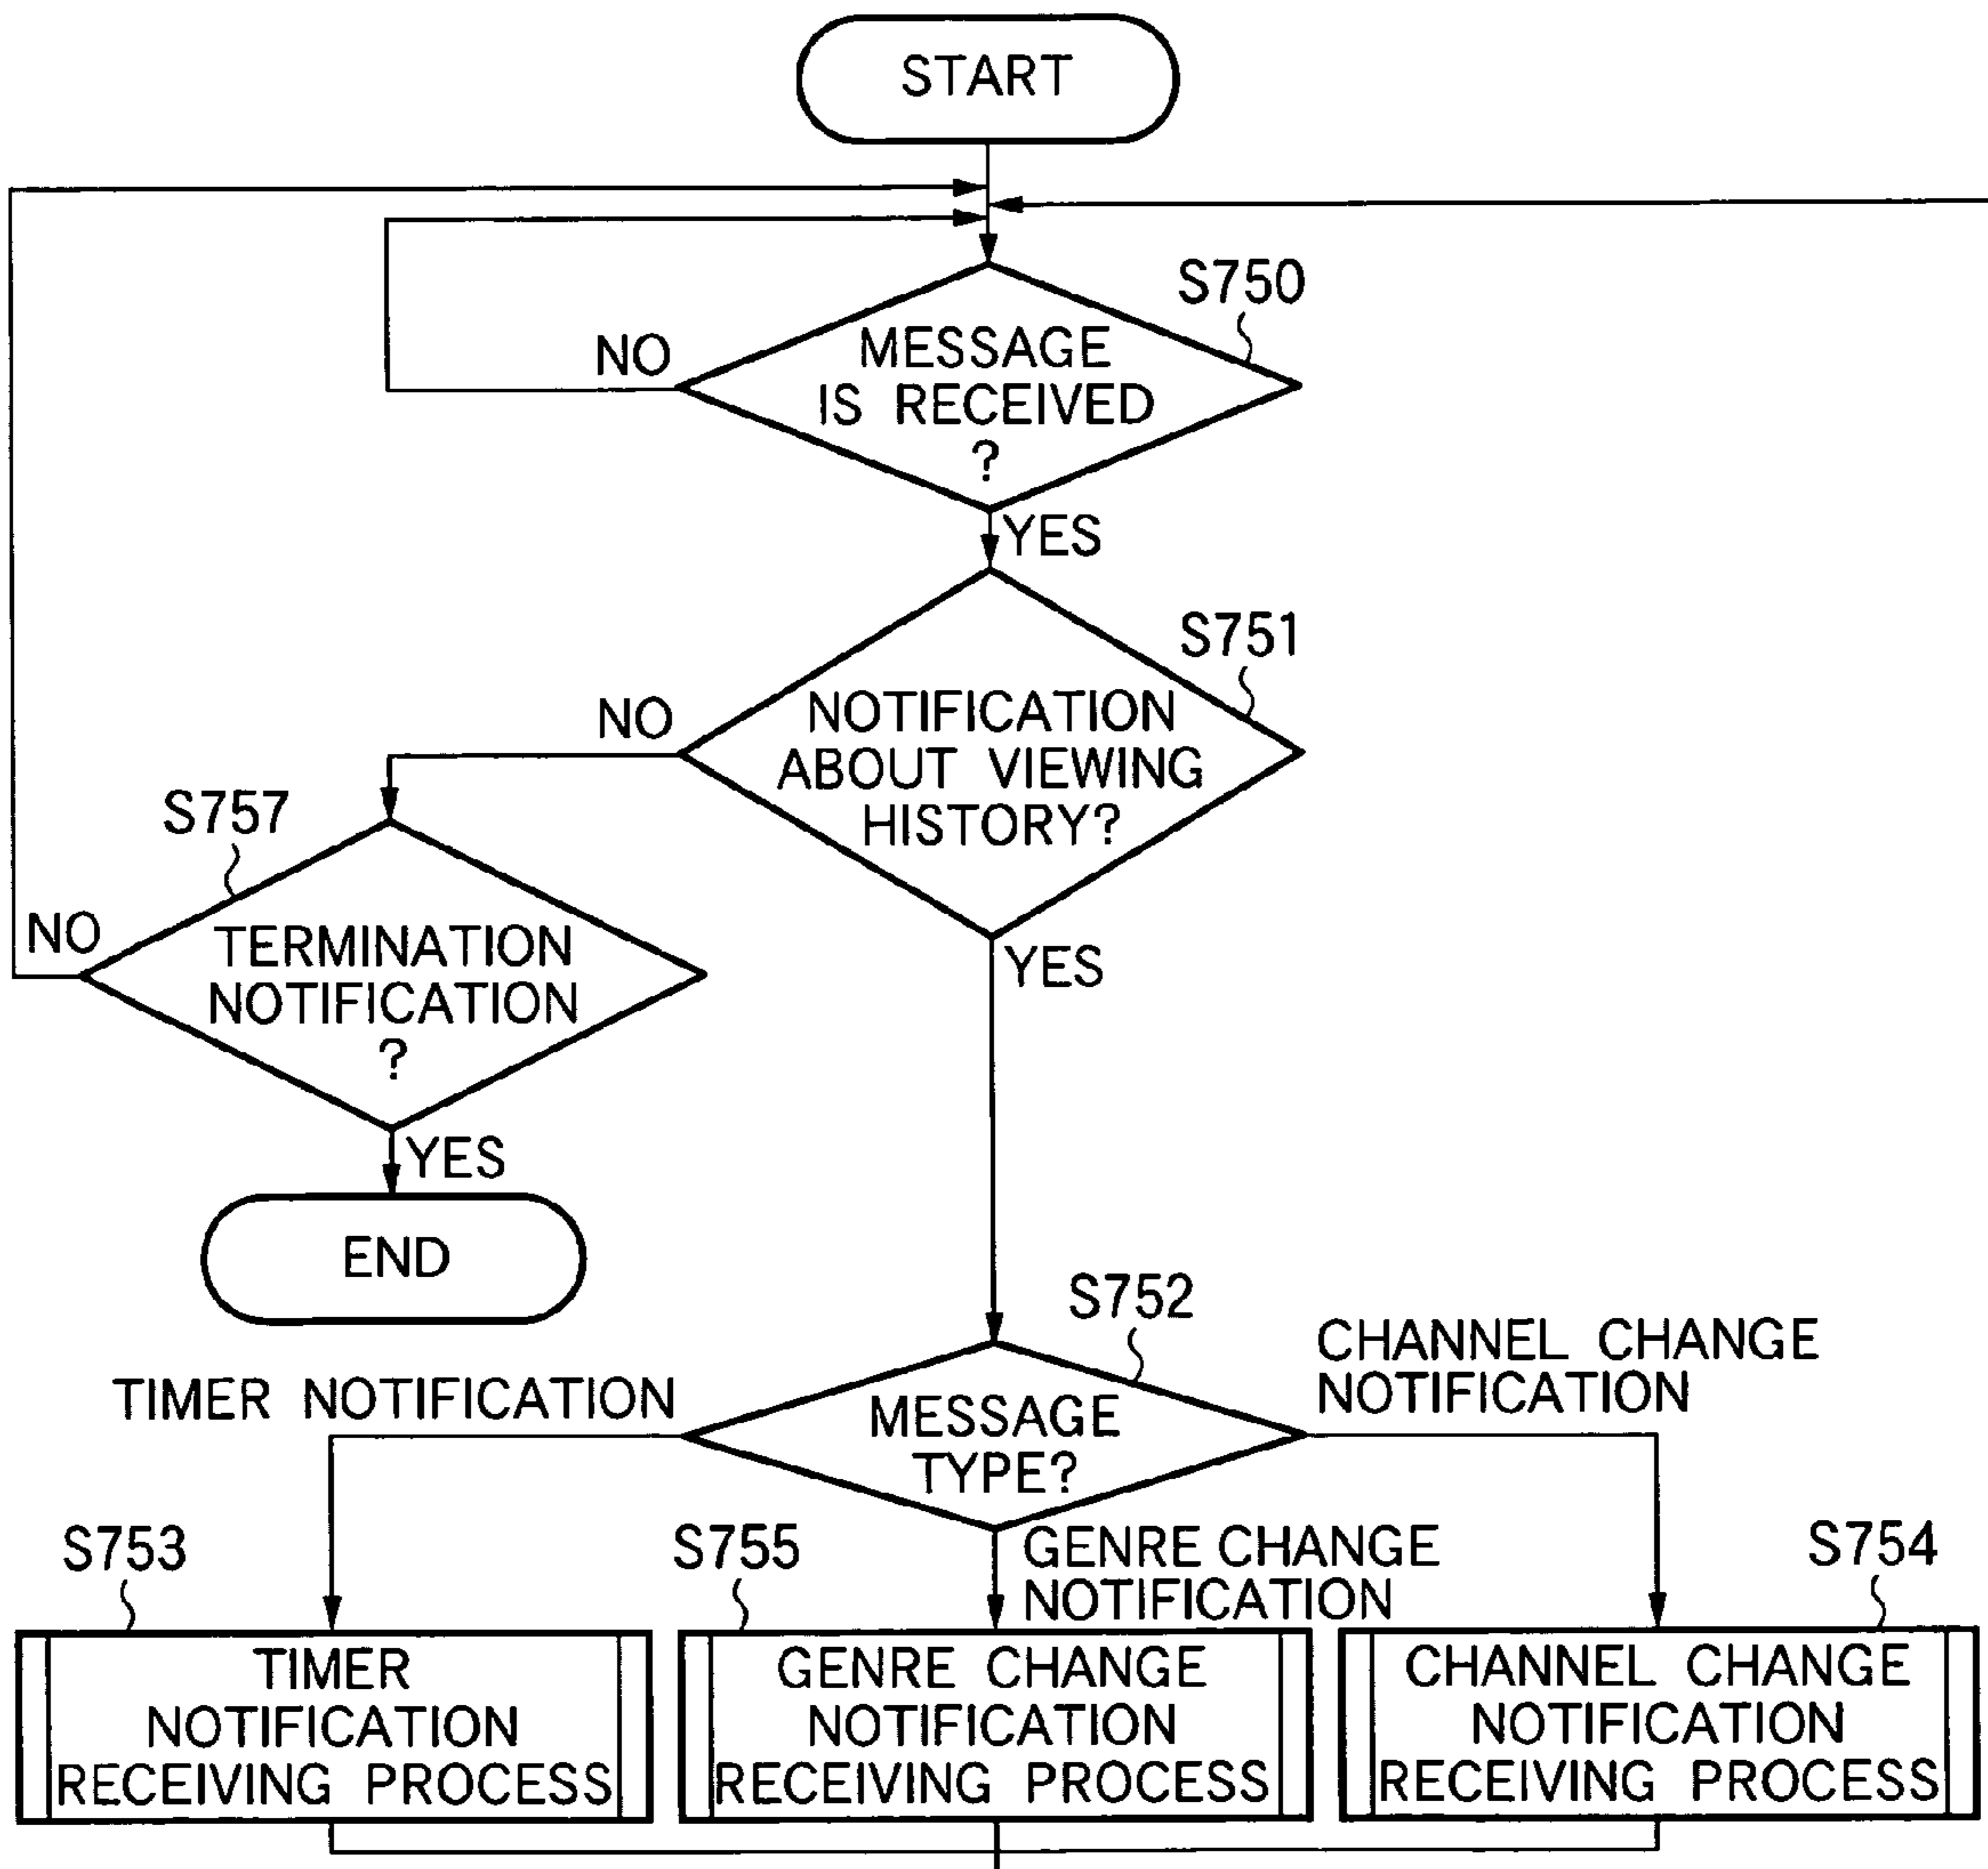 START
S750
NO
MESSAGE
IS RECEIVED
?
YES
S751
NO
NOTIFICATION
ABOUT VIEWING
HISTORY?
YES
S757
NO
TERMINATION
NOTIFICATION
?
YES
END
S752
MESSAGE
TYPE?
TIMER NOTIFICATION
CHANNEL CHANGE
NOTIFICATION
GENRE CHANGE
NOTIFICATION
S753
TIMER
NOTIFICATION
RECEIVING PROCESS
S755
GENRE CHANGE
NOTIFICATION
RECEIVING PROCESS
S754
CHANNEL CHANGE
NOTIFICATION
RECEIVING PROCESS